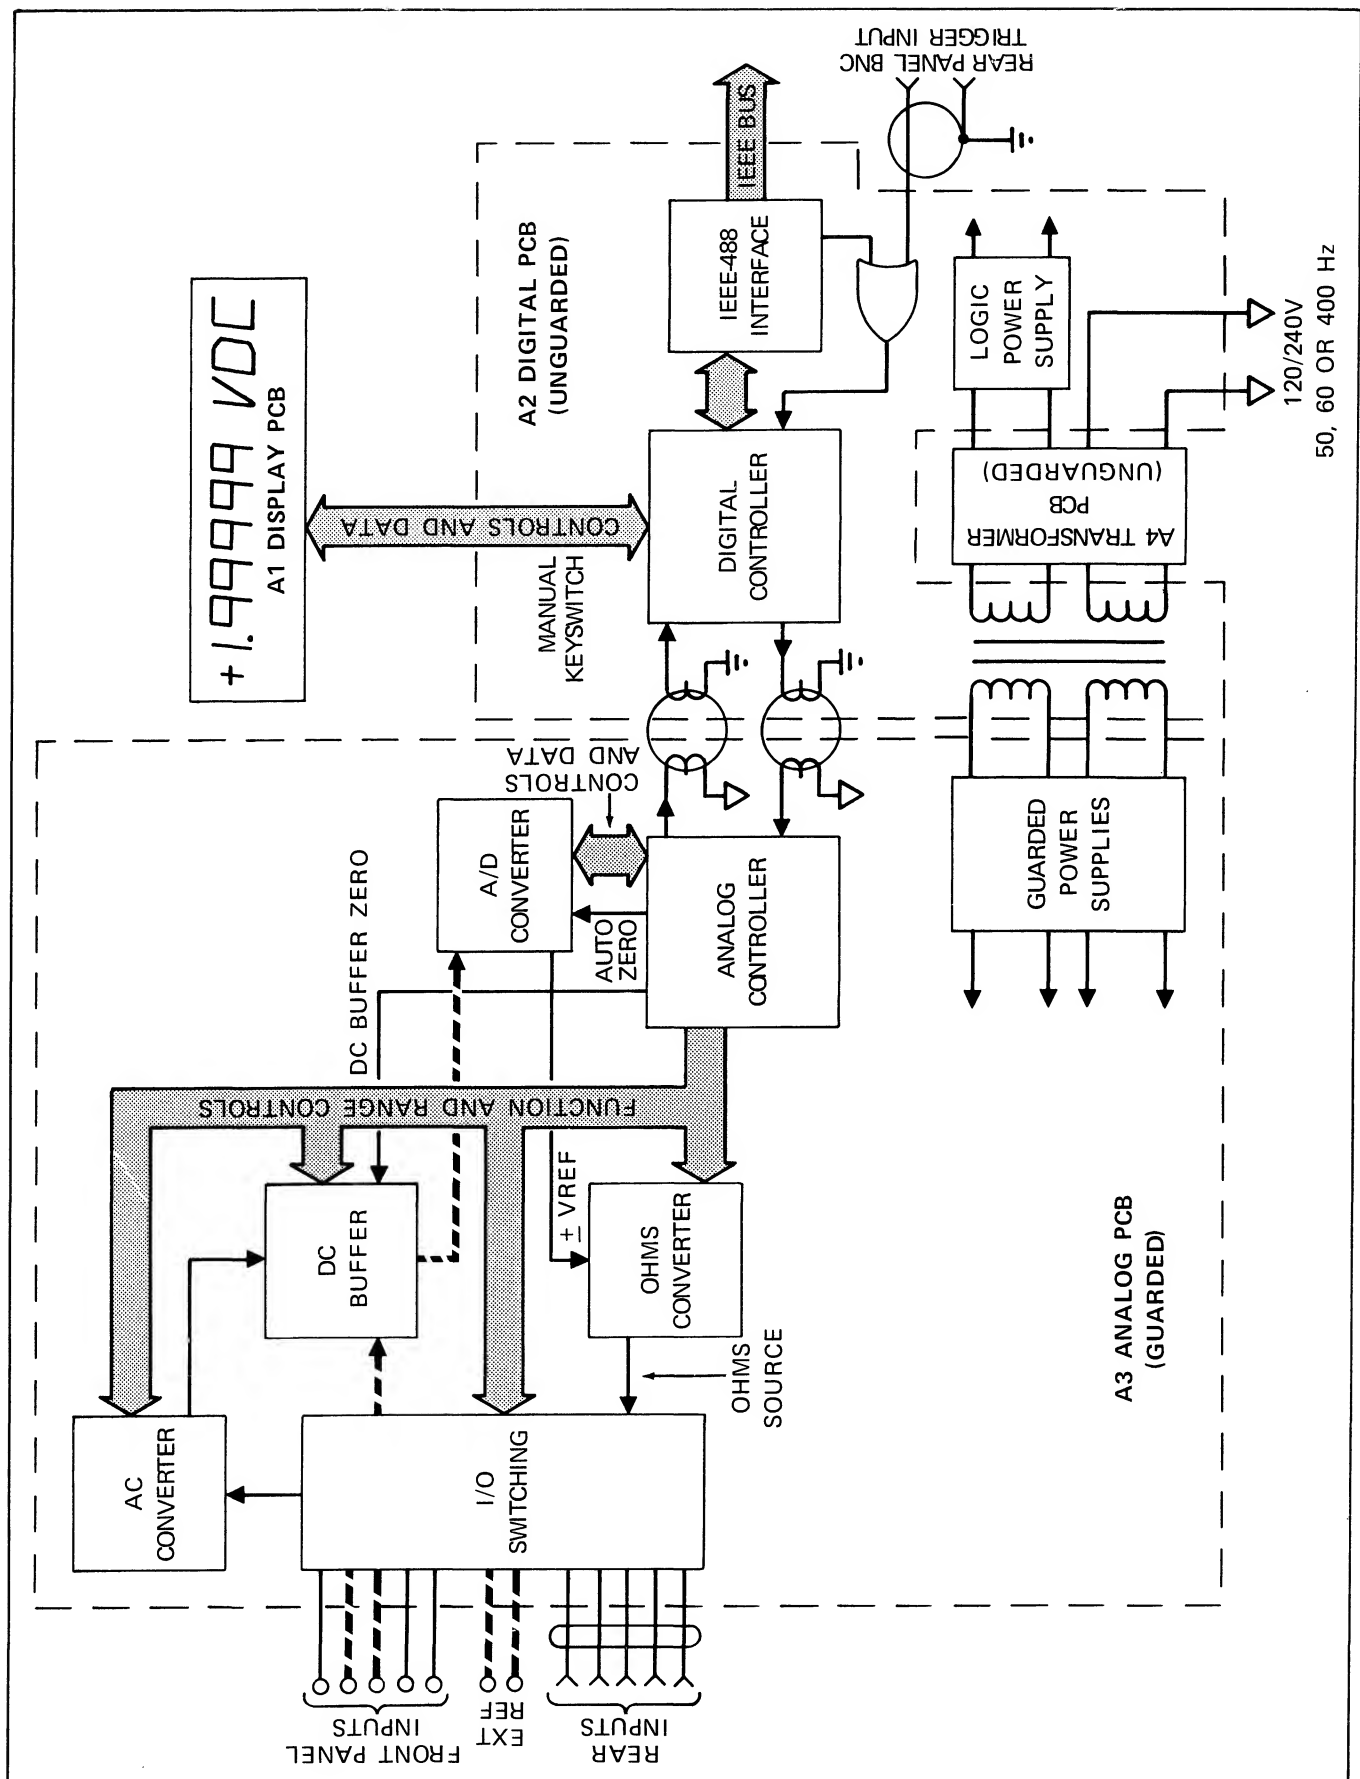 +1.99999 VDC
A1 DISPLAY PCB
CONTROLS AND DATA
MANUAL
KEYSWITCH
A2 DIGITAL PCB
(UNGUARDED)
IEEE BUS
IEEE-488
INTERFACE
DIGITAL
CONTROLLER
REAR PANEL BNC
TRIGGER INPUT
LOGIC
POWER
SUPPLY
A4 TRANSFORMER
PCB
(UNGUARDED)
120/240V
50, 60 OR 400 Hz
GUARDED
POWER
SUPPLIES
CONTROLS
AND DATA
A/D
CONVERTER
AUTO
ZERO
ANALOG
CONTROLLER
DC BUFFER ZERO
FUNCTION AND RANGE CONTROLS
DC
BUFFER
± VREF
OHMS
CONVERTER
OHMS
SOURCE
AC
CONVERTER
I/O
SWITCHING
FRONT PANEL
INPUTS
EXT
REF
REAR
INPUTS
A3 ANALOG PCB
(GUARDED)